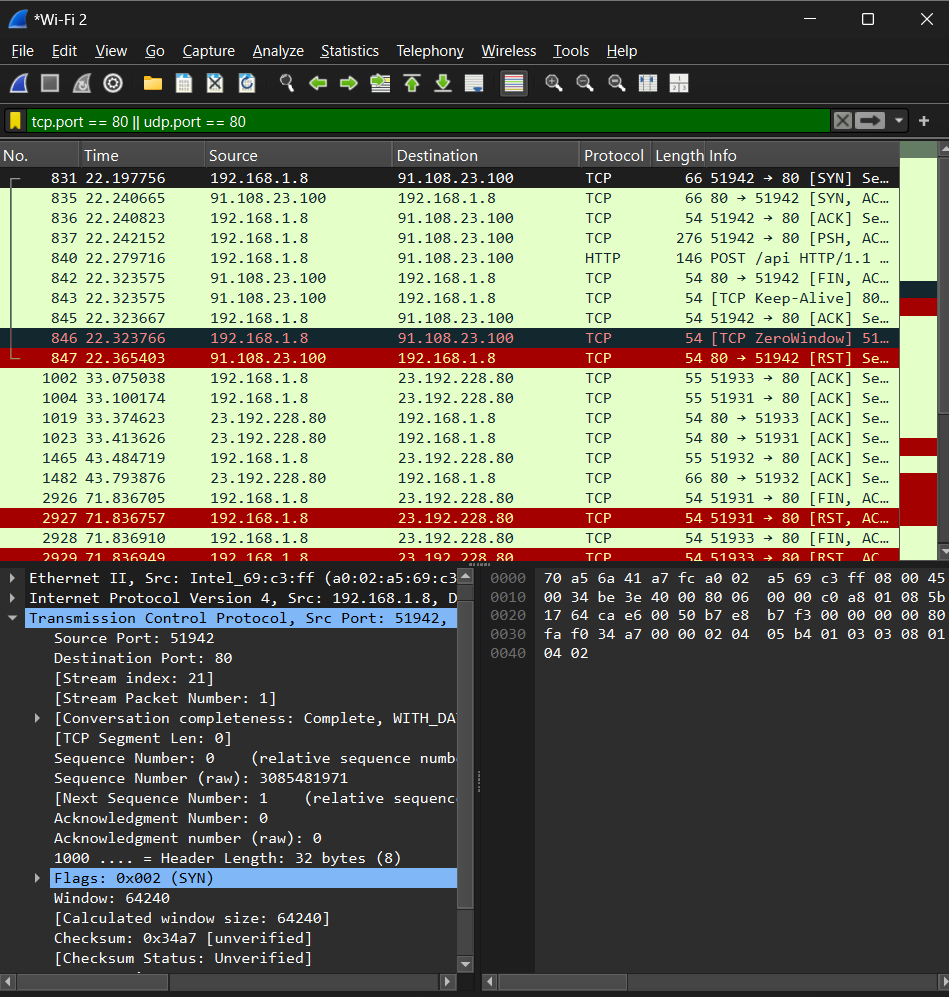 *Wi-Fi 2
File Edit View Go Capture Analyze Statistics Telephony Wireless Tools Help
tcp.port == 80 || udp.port == 80
No. Time Source Destination Protocol Length Info
831 22.197756 192.168.1.8 91.108.23.100 TCP 66 51942 → 80 [SYN] Se…
835 22.240665 91.108.23.100 192.168.1.8 TCP 66 80 → 51942 [SYN, AC…
836 22.240823 192.168.1.8 91.108.23.100 TCP 54 51942 → 80 [ACK] Se…
837 22.242152 192.168.1.8 91.108.23.100 TCP 276 51942 → 80 [PSH, AC…
840 22.279716 192.168.1.8 91.108.23.100 HTTP 146 POST /api HTTP/1.1 …
842 22.323575 91.108.23.100 192.168.1.8 TCP 54 80 → 51942 [FIN, AC…
843 22.323575 91.108.23.100 192.168.1.8 TCP 54 [TCP Keep-Alive] 80…
845 22.323667 192.168.1.8 91.108.23.100 TCP 54 51942 → 80 [ACK] Se…
846 22.323766 192.168.1.8 91.108.23.100 TCP 54 [TCP ZeroWindow] 51…
847 22.365403 91.108.23.100 192.168.1.8 TCP 54 80 → 51942 [RST] Se…
1002 33.075038 192.168.1.8 23.192.228.80 TCP 55 51933 → 80 [ACK] Se…
1004 33.100174 192.168.1.8 23.192.228.80 TCP 55 51931 → 80 [ACK] Se…
1019 33.374623 23.192.228.80 192.168.1.8 TCP 54 80 → 51933 [ACK] Se…
1023 33.413626 23.192.228.80 192.168.1.8 TCP 54 80 → 51931 [ACK] Se…
1465 43.484719 192.168.1.8 23.192.228.80 TCP 55 51932 → 80 [ACK] Se…
1482 43.793876 23.192.228.80 192.168.1.8 TCP 66 80 → 51932 [ACK] Se…
2926 71.836705 192.168.1.8 23.192.228.80 TCP 54 51931 → 80 [FIN, AC…
2927 71.836757 192.168.1.8 23.192.228.80 TCP 54 51931 → 80 [RST, AC…
2928 71.836910 192.168.1.8 23.192.228.80 TCP 54 51933 → 80 [FIN, AC…
2929 71.836949 192.168.1.8 23.192.228.80 TCP 54 51933 → 80 [RST, AC…
Ethernet II, Src: Intel_69:c3:ff (a0:02:a5:69:c3
Internet Protocol Version 4, Src: 192.168.1.8, D
Transmission Control Protocol, Src Port: 51942,
Source Port: 51942
Destination Port: 80
[Stream index: 21]
[Stream Packet Number: 1]
[Conversation completeness: Complete, WITH_DA
[TCP Segment Len: 0]
Sequence Number: 0 (relative sequence numb
Sequence Number (raw): 3085481971
[Next Sequence Number: 1 (relative sequenc
Acknowledgment Number: 0
Acknowledgment number (raw): 0
1000 .... = Header Length: 32 bytes (8)
Flags: 0x002 (SYN)
Window: 64240
[Calculated window size: 64240]
Checksum: 0x34a7 [unverified]
[Checksum Status: Unverified]
0000 70 a5 6a 41 a7 fc a0 02 a5 69 c3 ff 08 00 45
0010 00 34 be 3e 40 00 80 06 00 00 c0 a8 01 08 5b
0020 17 64 ca e6 00 50 b7 e8 b7 f3 00 00 00 00 80
0030 fa f0 34 a7 00 00 02 04 05 b4 01 03 03 08 01
0040 04 02